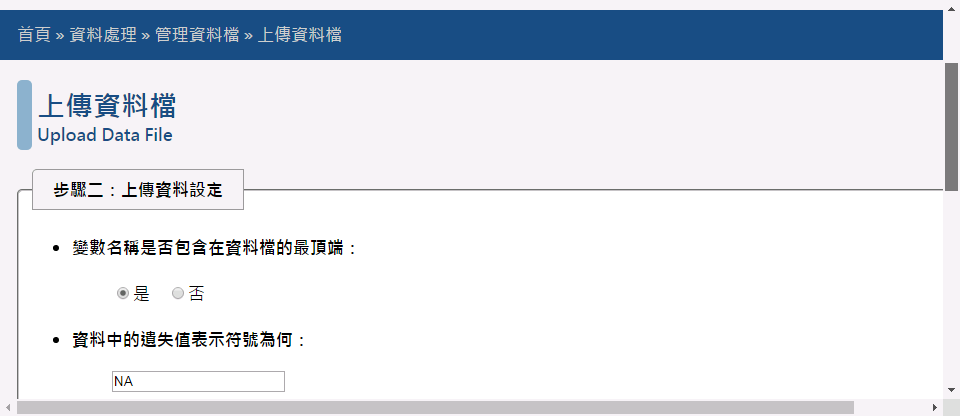 首頁 » 資料處理 » 管理資料檔 » 上傳資料檔
上傳資料檔
Upload Data File
步驟二：上傳資料設定
變數名稱是否包含在資料檔的最頂端：
是 否
資料中的遺失值表示符號為何：
NA